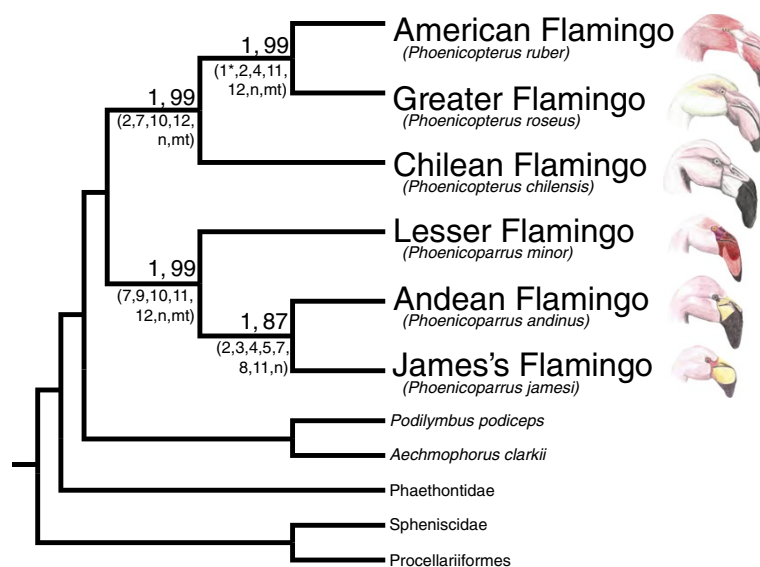 American Flamingo
(Phoenicopterus ruber)
1, 99
(1*,2,4,11,
12,n,mt)
Greater Flamingo
(Phoenicopterus roseus)
1, 99
(2,7,10,12,
n,mt)
Chilean Flamingo
(Phoenicopterus chilensis)
Lesser Flamingo
(Phoenicoparrus minor)
1, 99
(7,9,10,11,
12,n,mt)
Andean Flamingo
(Phoenicoparrus andinus)
1, 87
(2,3,4,5,7,
8,11,n)
James's Flamingo
(Phoenicoparrus jamesi)
Podilymbus podiceps
Aechmophorus clarkii
Phaethontidae
Spheniscidae
Procellariiformes